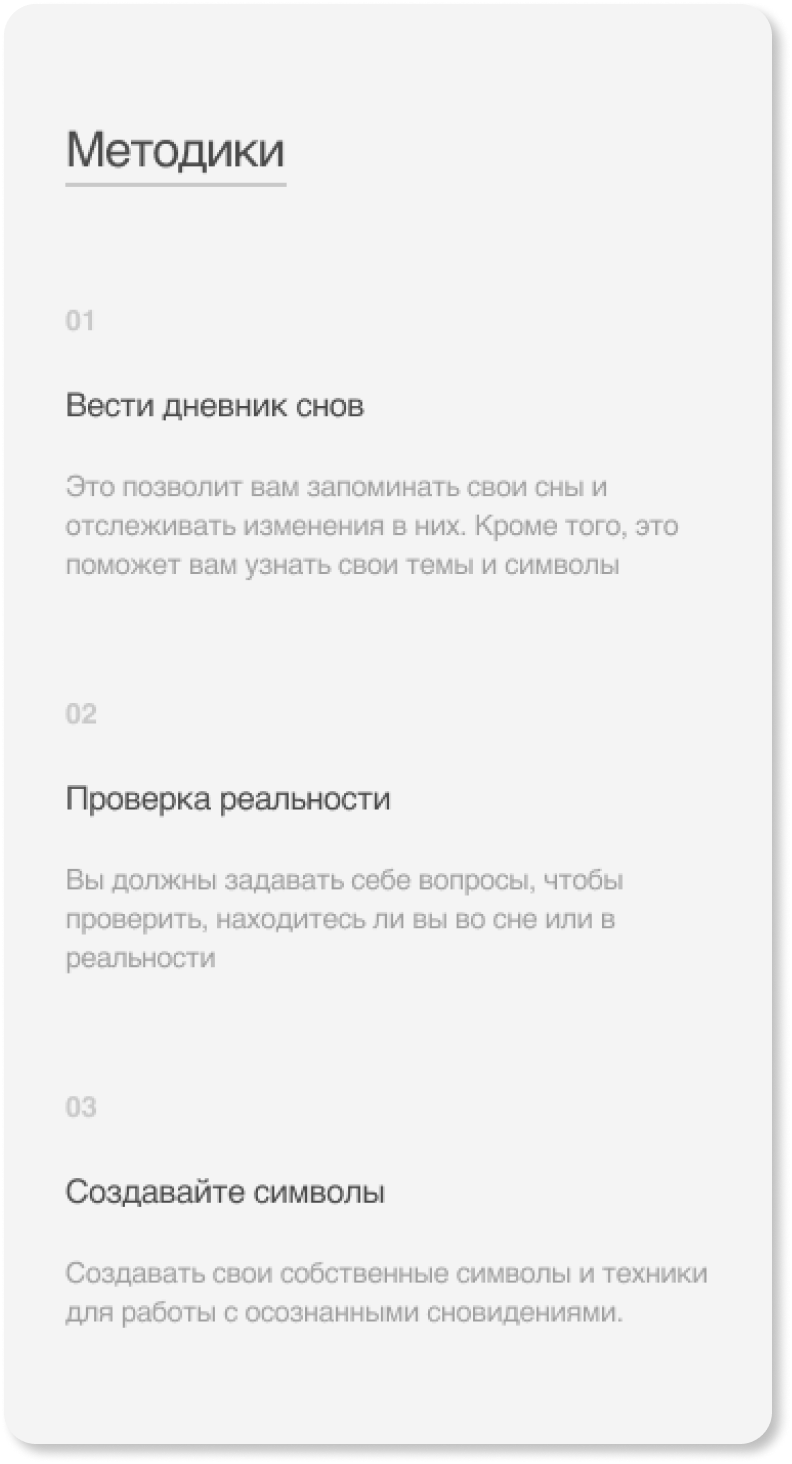 Методики
01
Вести дневник снов
Это позволит вам запоминать свои сны и
отслеживать изменения в них. Кроме того, это
поможет вам узнать свои темы и символы
02
Проверка реальности
Вы должны задавать себе вопросы, чтобы
проверить, находитесь ли вы во сне или в
реальности
03
Создавайте символы
Создавать свои собственные символы и техники
для работы с осознанными сновидениями.